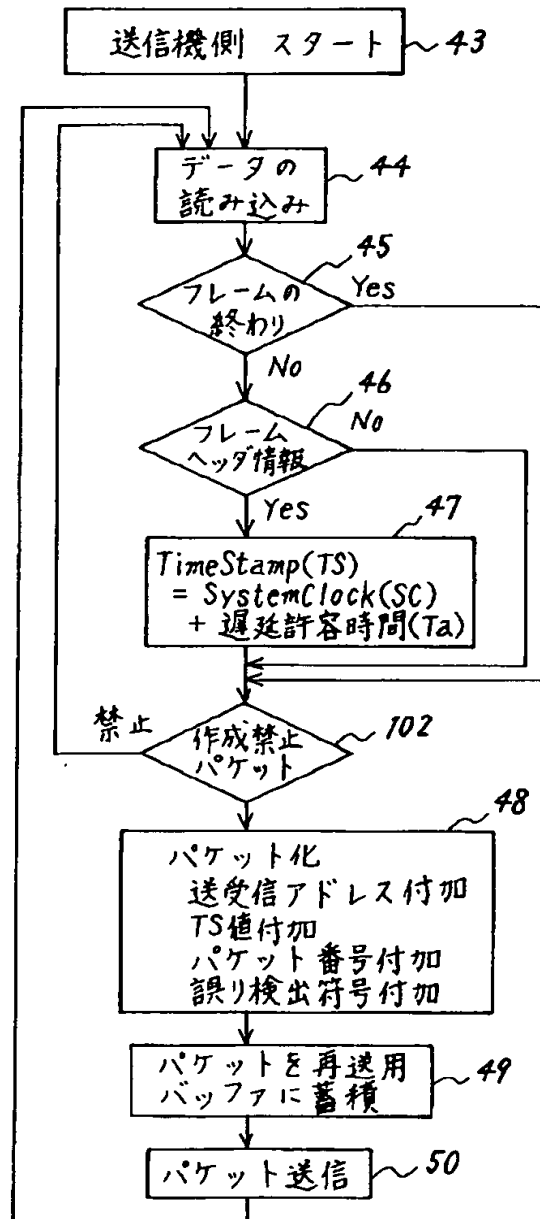 送信機側 スタート
43
データの
読み込み
44
45
フレームの
終わり
Yes
No
46
フレーム
ヘッダ情報
No
Yes
47
TimeStamp(TS)
= SystemClock(SC)
+ 遅延許容時間(Ta)
禁止
作成禁止
パケット
102
48
パケット化
送受信アドレス付加
TS値付加
パケット番号付加
誤り検出符号付加
パケットを再送用
バッファに蓄積
49
パケット送信
50